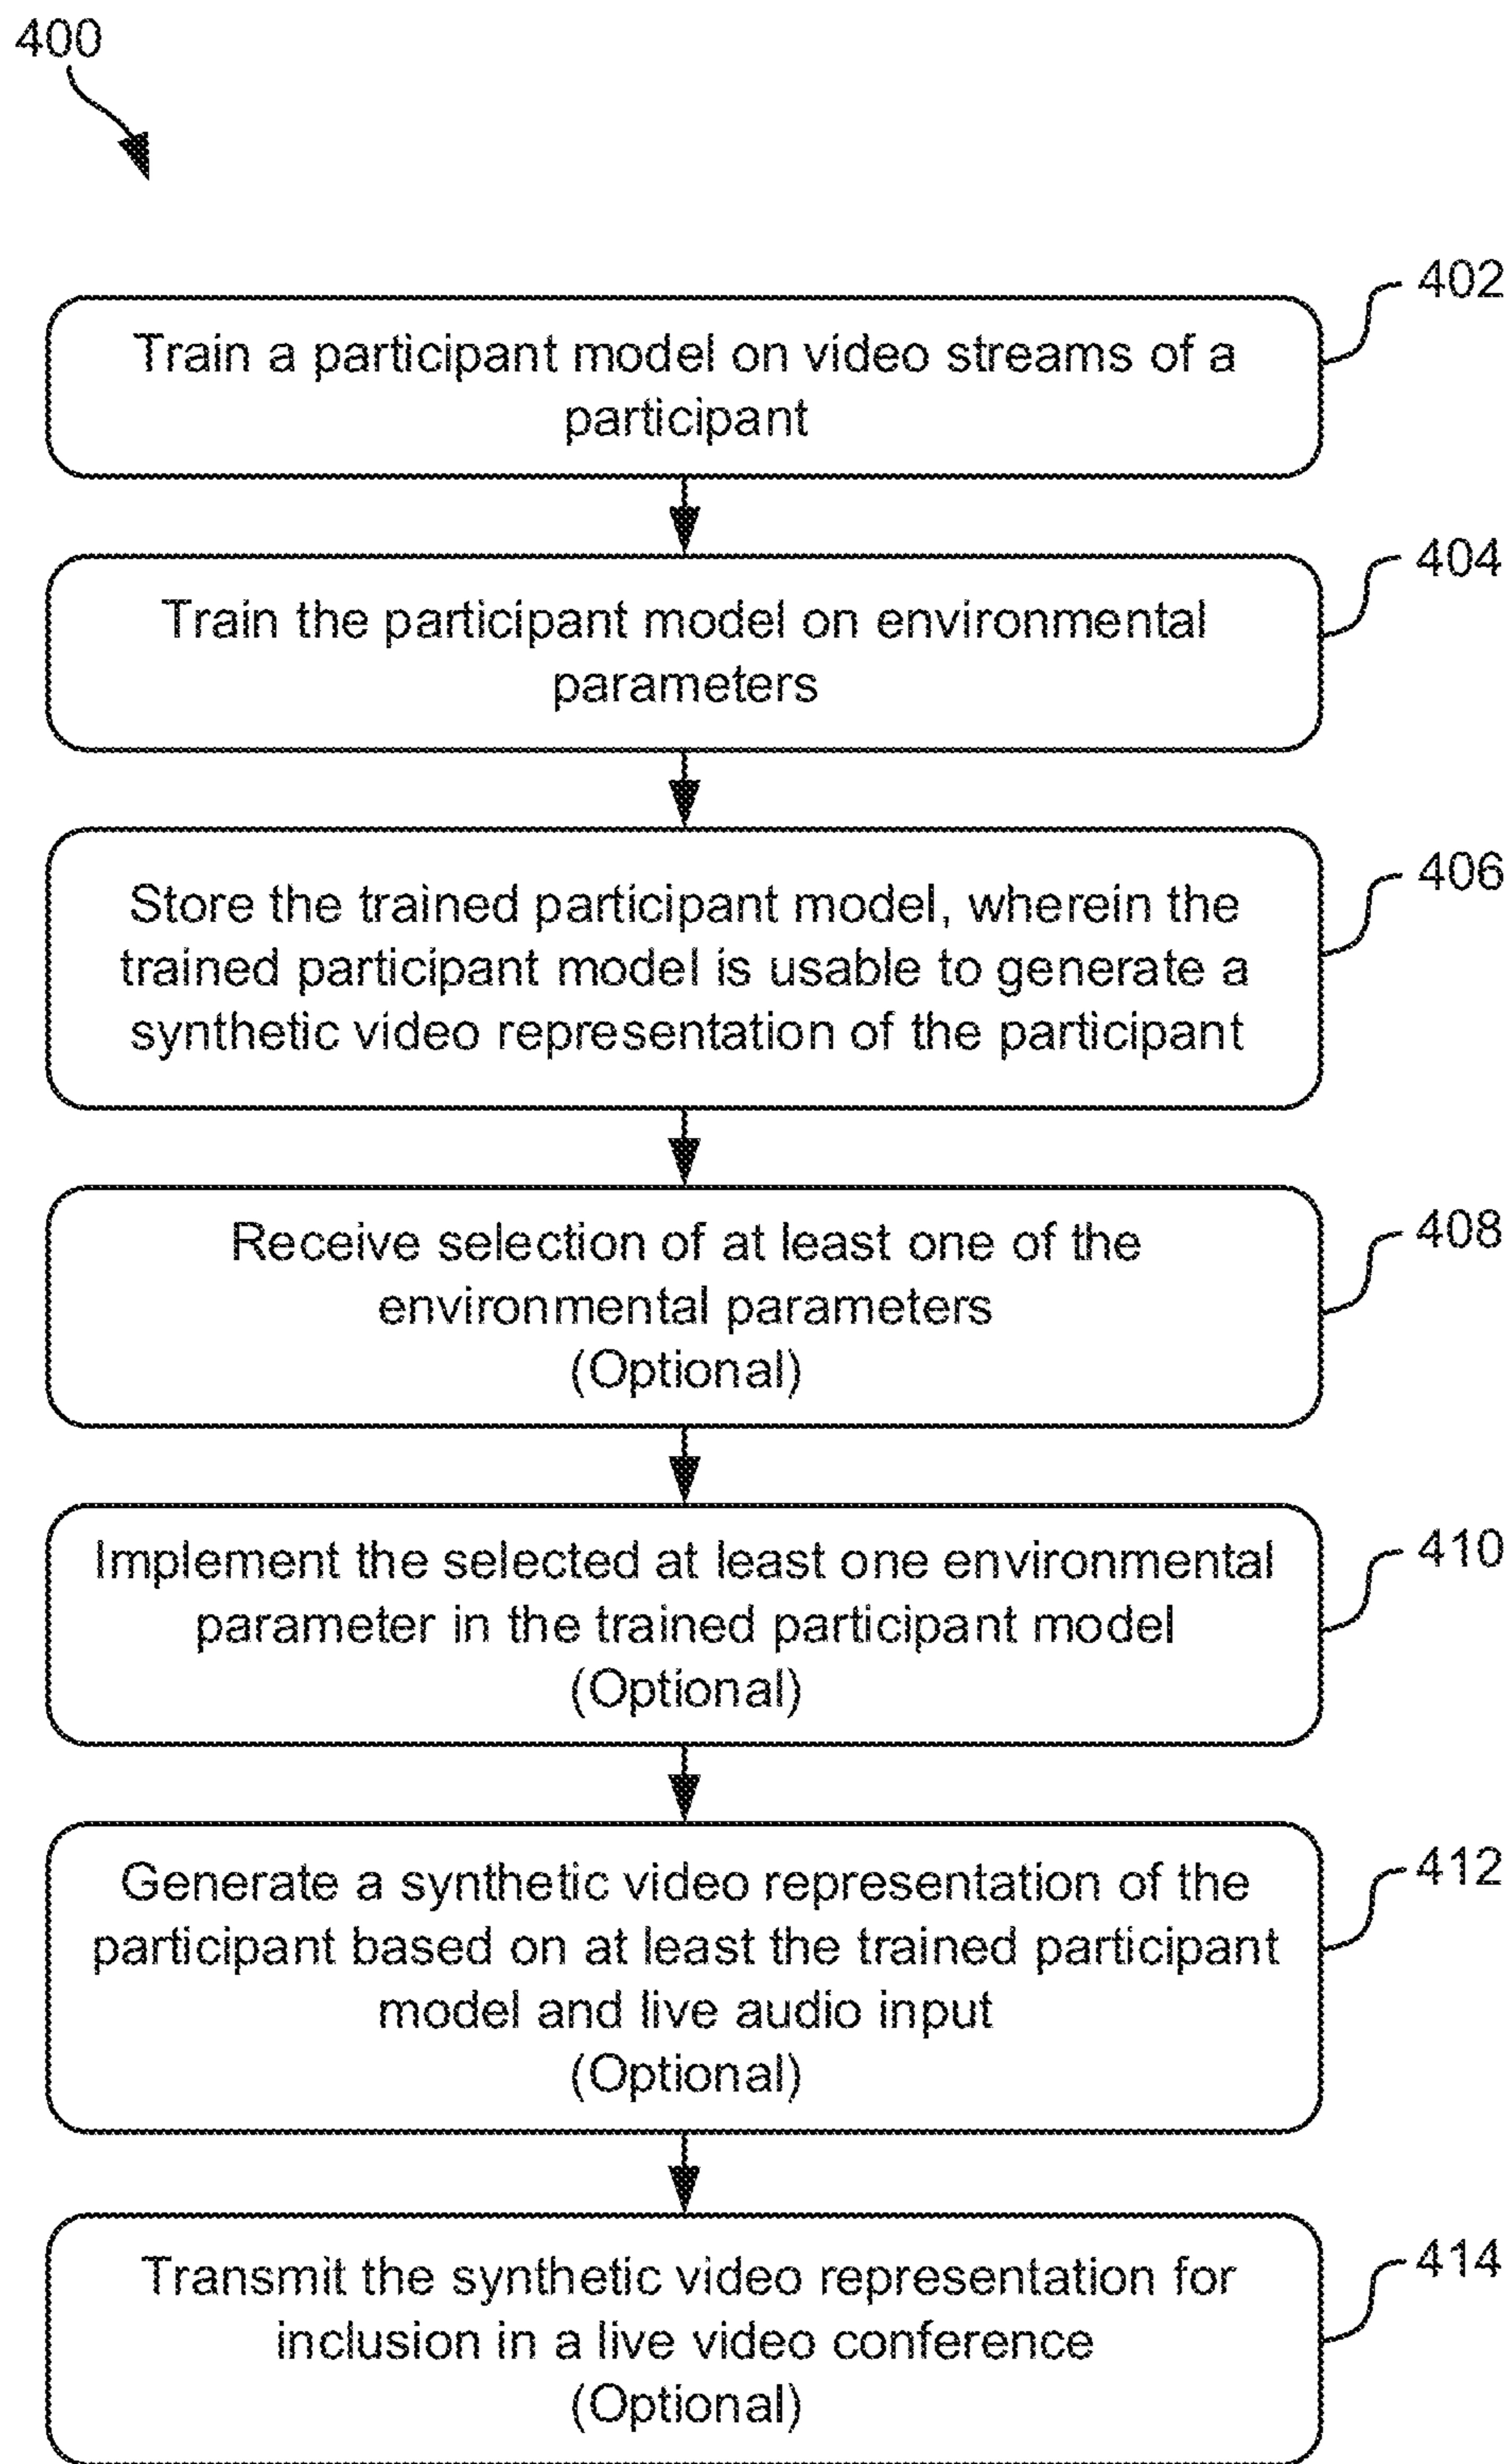 400
402
Train a participant model on video streams of a
participant
404
Train the participant model on environmental
parameters
406
Store the trained participant model, wherein the
trained participant model is usable to generate a
synthetic video representation of the participant
408
Receive selection of at least one of the
environmental parameters
(Optional)
410
Implement the selected at least one environmental
parameter in the trained participant model
(Optional)
412
Generate a synthetic video representation of the
participant based on at least the trained participant
model and live audio input
(Optional)
414
Transmit the synthetic video representation for
inclusion in a live video conference
(Optional)